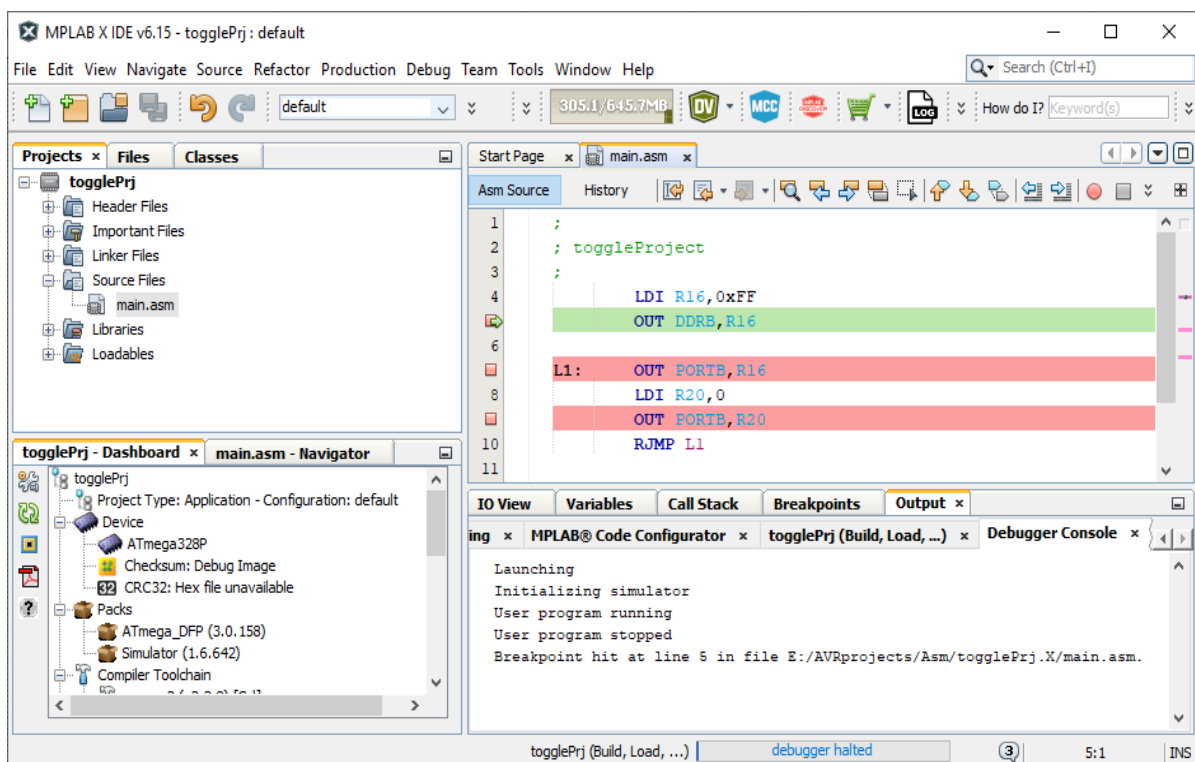 MPLAB X IDE v6.15 - togglePrj : default
File Edit View Navigate Source Refactor Production Debug Team Tools Window Help
Search (Ctrl+I)
default
305.1/645.7MB
DV
MCC
LOG
How do I? Keyword(s)
Projects Files Classes
togglePrj
Header Files
Important Files
Linker Files
Source Files
main.asm
Libraries
Loadables
togglePrj - Dashboard main.asm - Navigator
togglePrj
Project Type: Application - Configuration: default
Device
ATmega328P
Checksum: Debug Image
CRC32: Hex file unavailable
Packs
ATmega_DFP (3.0.158)
Simulator (1.6.642)
Compiler Toolchain
Start Page main.asm
Asm Source History
1 ;
2 ; toggleProject
3 ;
4 LDI R16,0xFF
OUT DDRB,R16
6
L1: OUT PORTB,R16
8 LDI R20,0
OUT PORTB,R20
10 RJMP L1
11
IO View Variables Call Stack Breakpoints Output
ing MPLAB® Code Configurator togglePrj (Build, Load, ...) Debugger Console
Launching
Initializing simulator
User program running
User program stopped
Breakpoint hit at line 5 in file E:/AVRprojects/Asm/togglePrj.X/main.asm.
togglePrj (Build, Load, ...) debugger halted 3 5:1 INS